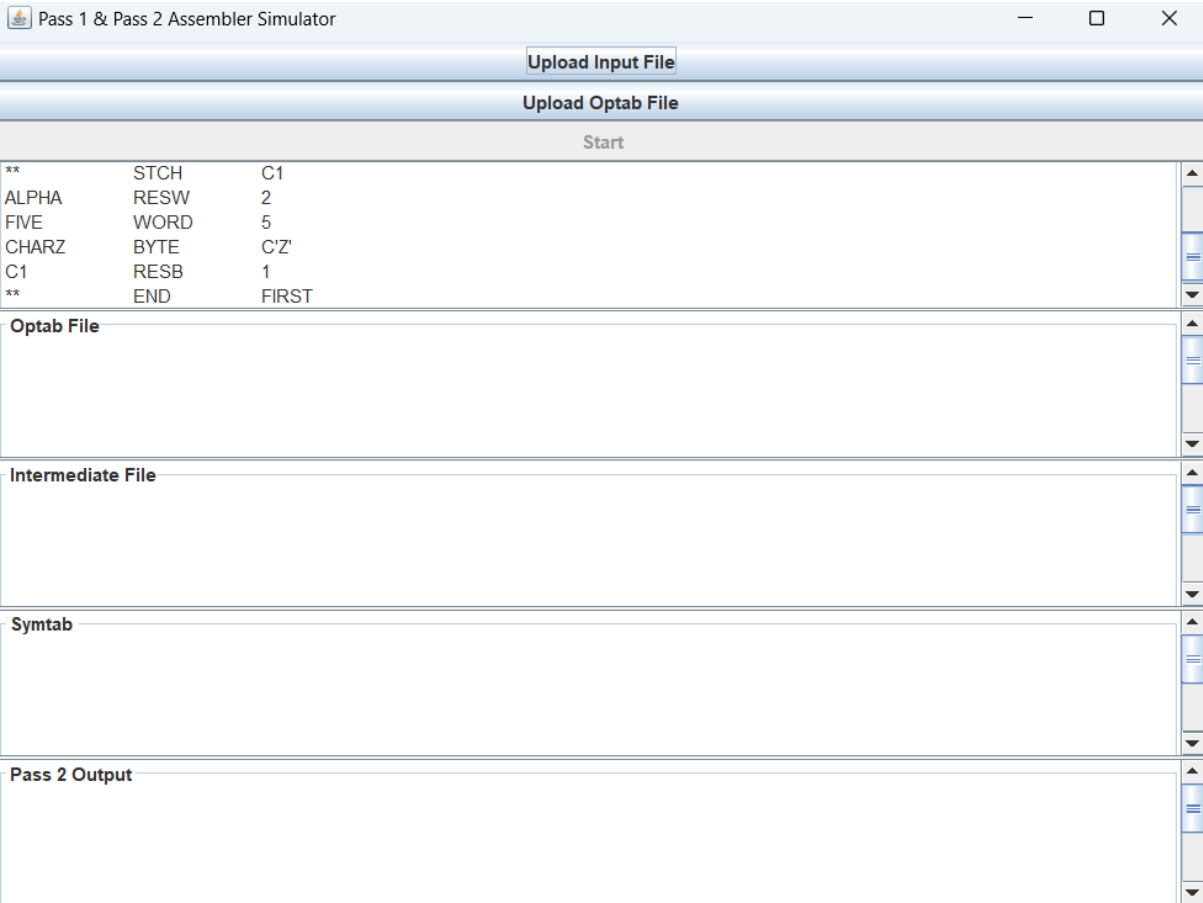 Pass 1 & Pass 2 Assembler Simulator
Upload Input File
Upload Optab File
Start
** STCH C1
ALPHA RESW 2
FIVE WORD 5
CHARZ BYTE C'Z'
C1 RESB 1
** END FIRST
Optab File
Intermediate File
Symtab
Pass 2 Output